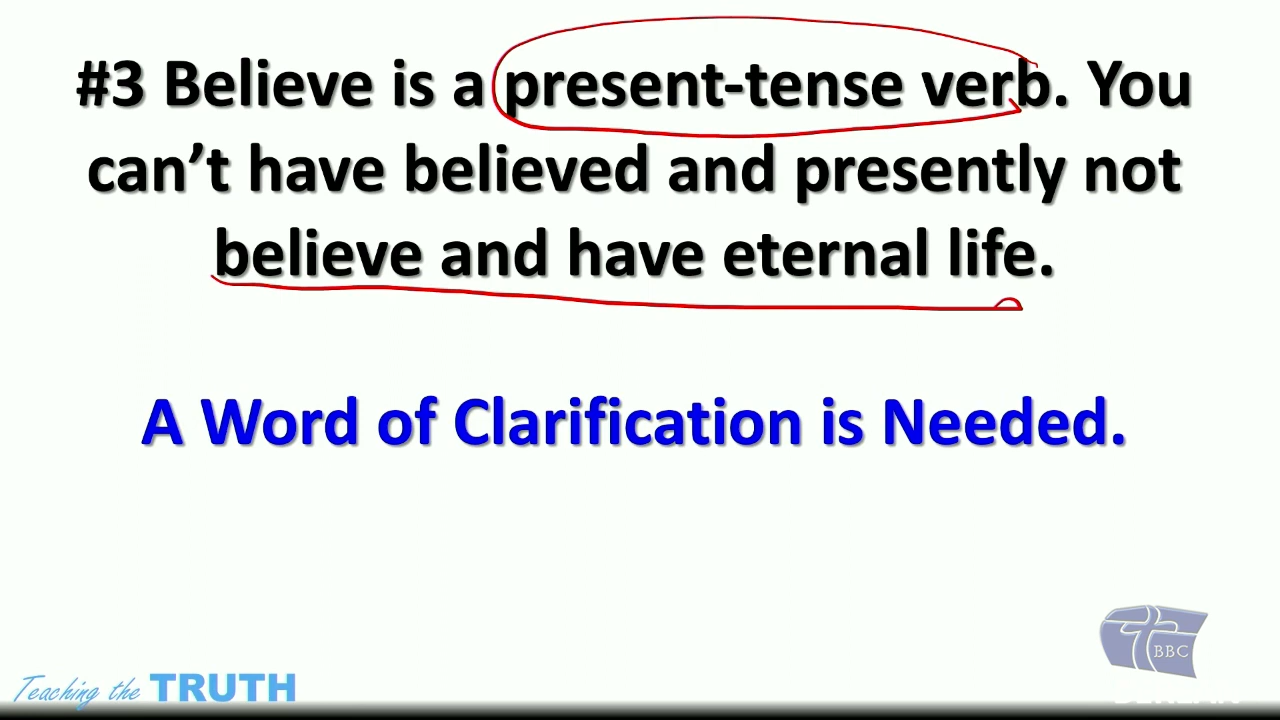 #3 Believe is a present-tense verb. You
can’t have believed and presently not
believe and have eternal life.
A Word of Clarification is Needed.
BBC
Teaching the TRUTH